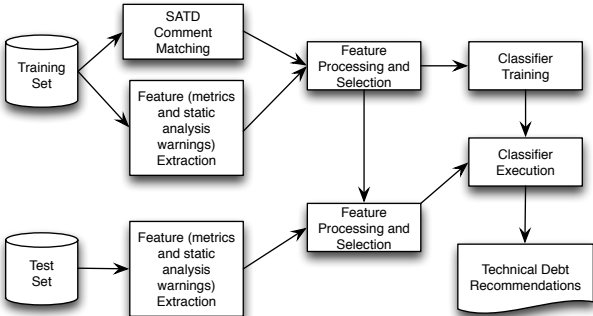 SATD
Comment
Matching
Training
Set
Feature
Processing and
Selection
Classifier
Training
Feature (metrics
and static
analysis
warnings)
Extraction
Classifier
Execution
Feature
Processing and
Selection
Test
Set
Feature (metrics
and static
analysis
warnings)
Extraction
Technical Debt
Recommendations